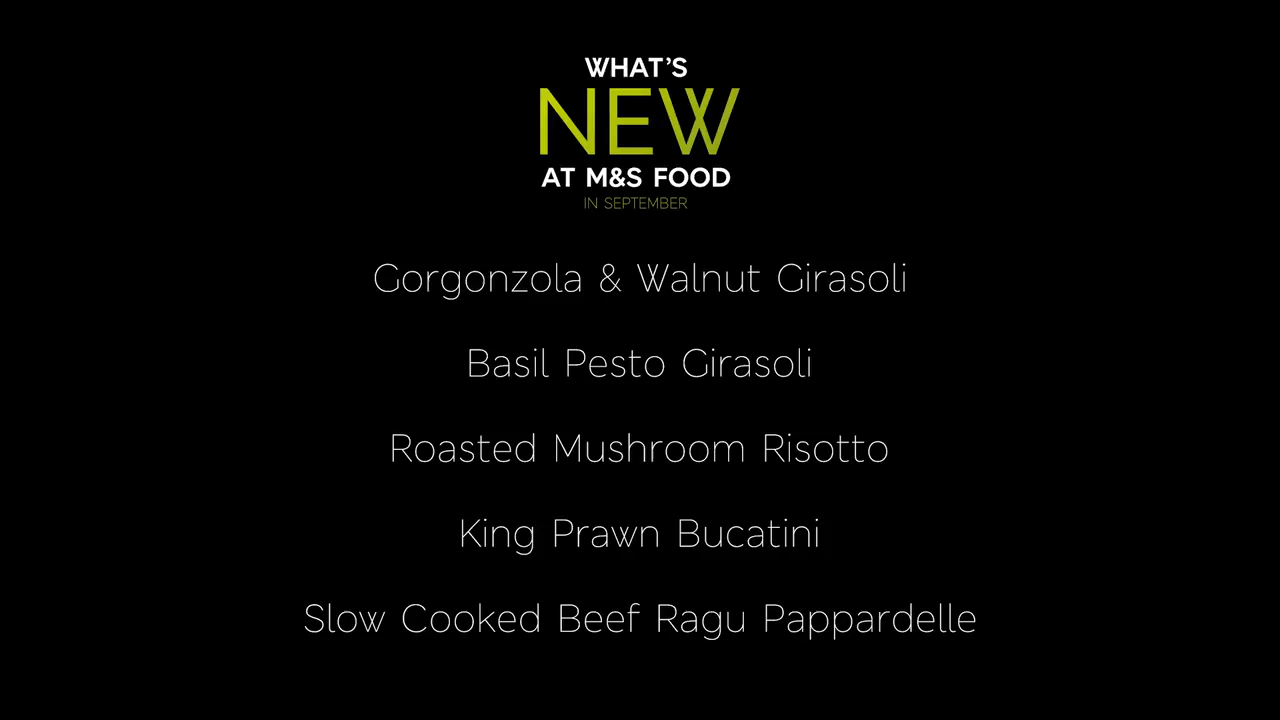 WHAT'S
NEW
AT M&S FOOD
IN SEPTEMBER
Gorgonzola & Walnut Girasoli
Basil Pesto Girasoli
Roasted Mushroom Risotto
King Prawn Bucatini
Slow Cooked Beef Ragu Pappardelle